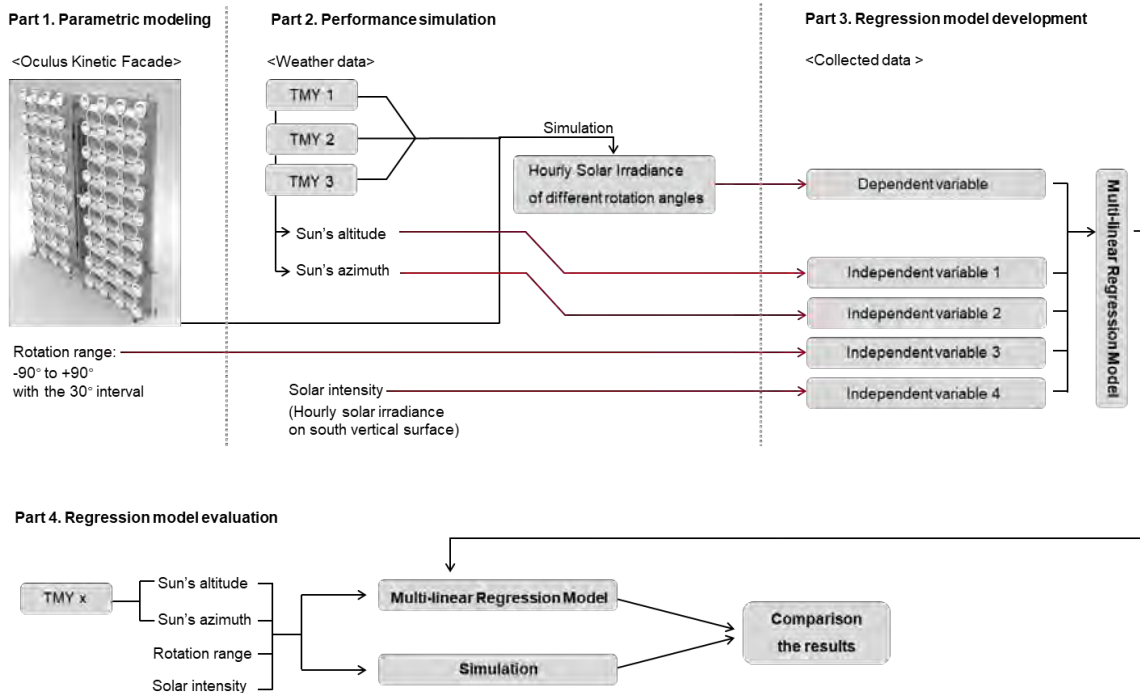 Part 1. Parametric modeling
<Oculus Kinetic Facade>
Rotation range:
-90° to +90°
with the 30° interval
Part 2. Performance simulation
<Weather data>
TMY 1
TMY 2
TMY 3
Sun's altitude
Sun's azimuth
Simulation
Hourly Solar Irradiance
of different rotation angles
Solar intensity
(Hourly solar irradiance
on south vertical surface)
Part 3. Regression model development
<Collected data >
Dependent variable
Independent variable 1
Independent variable 2
Independent variable 3
Independent variable 4
Multi-linear Regression Model
Part 4. Regression model evaluation
TMY x
Sun's altitude
Sun's azimuth
Rotation range
Solar intensity
Multi-linear Regression Model
Simulation
Comparison
the results